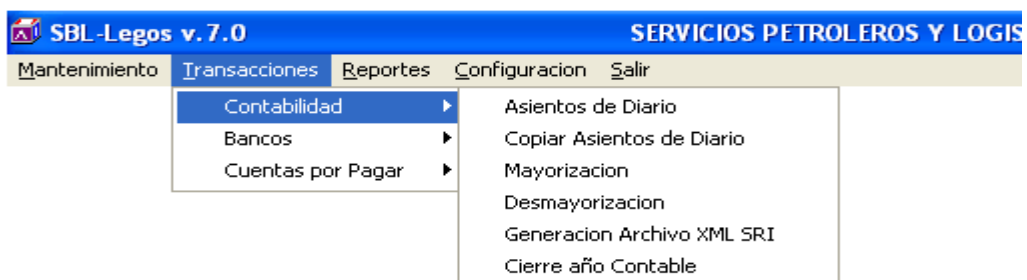 SBL-Legos v.7.0 SERVICIOS PETROLEROS Y LOGIS
Mantenimiento Transacciones Reportes Configuracion Salir
Contabilidad
Bancos
Cuentas por Pagar
Asientos de Diario
Copiar Asientos de Diario
Mayorizacion
Desmayorizacion
Generacion Archivo XML SRI
Cierre año Contable